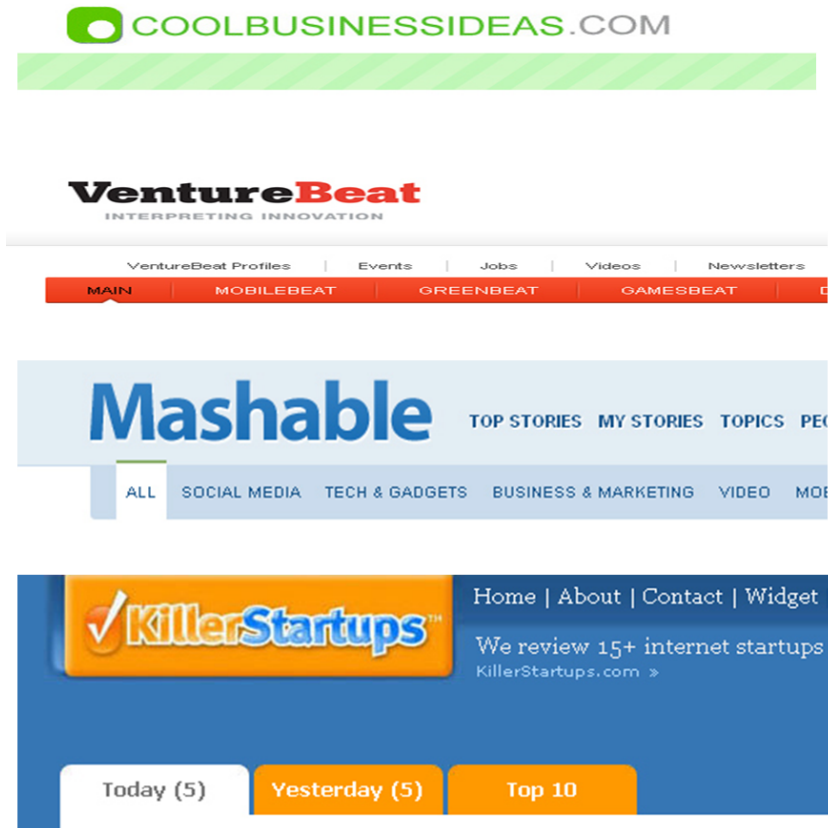 COOLBUSINESSIDEAS.COM
VentureBeat
INTERPRETING INNOVATION
VentureBeat Profiles | Events | Jobs | Videos | Newsletters
MAIN MOBILEBEAT GREENBEAT GAMESBEAT
Mashable
TOP STORIES MY STORIES TOPICS
ALL SOCIAL MEDIA TECH & GADGETS BUSINESS & MARKETING VIDEO
KillerStartups™
Home | About | Contact | Widget
We review 15+ internet startups
KillerStartups.com »
Today (5) Yesterday (5) Top 10